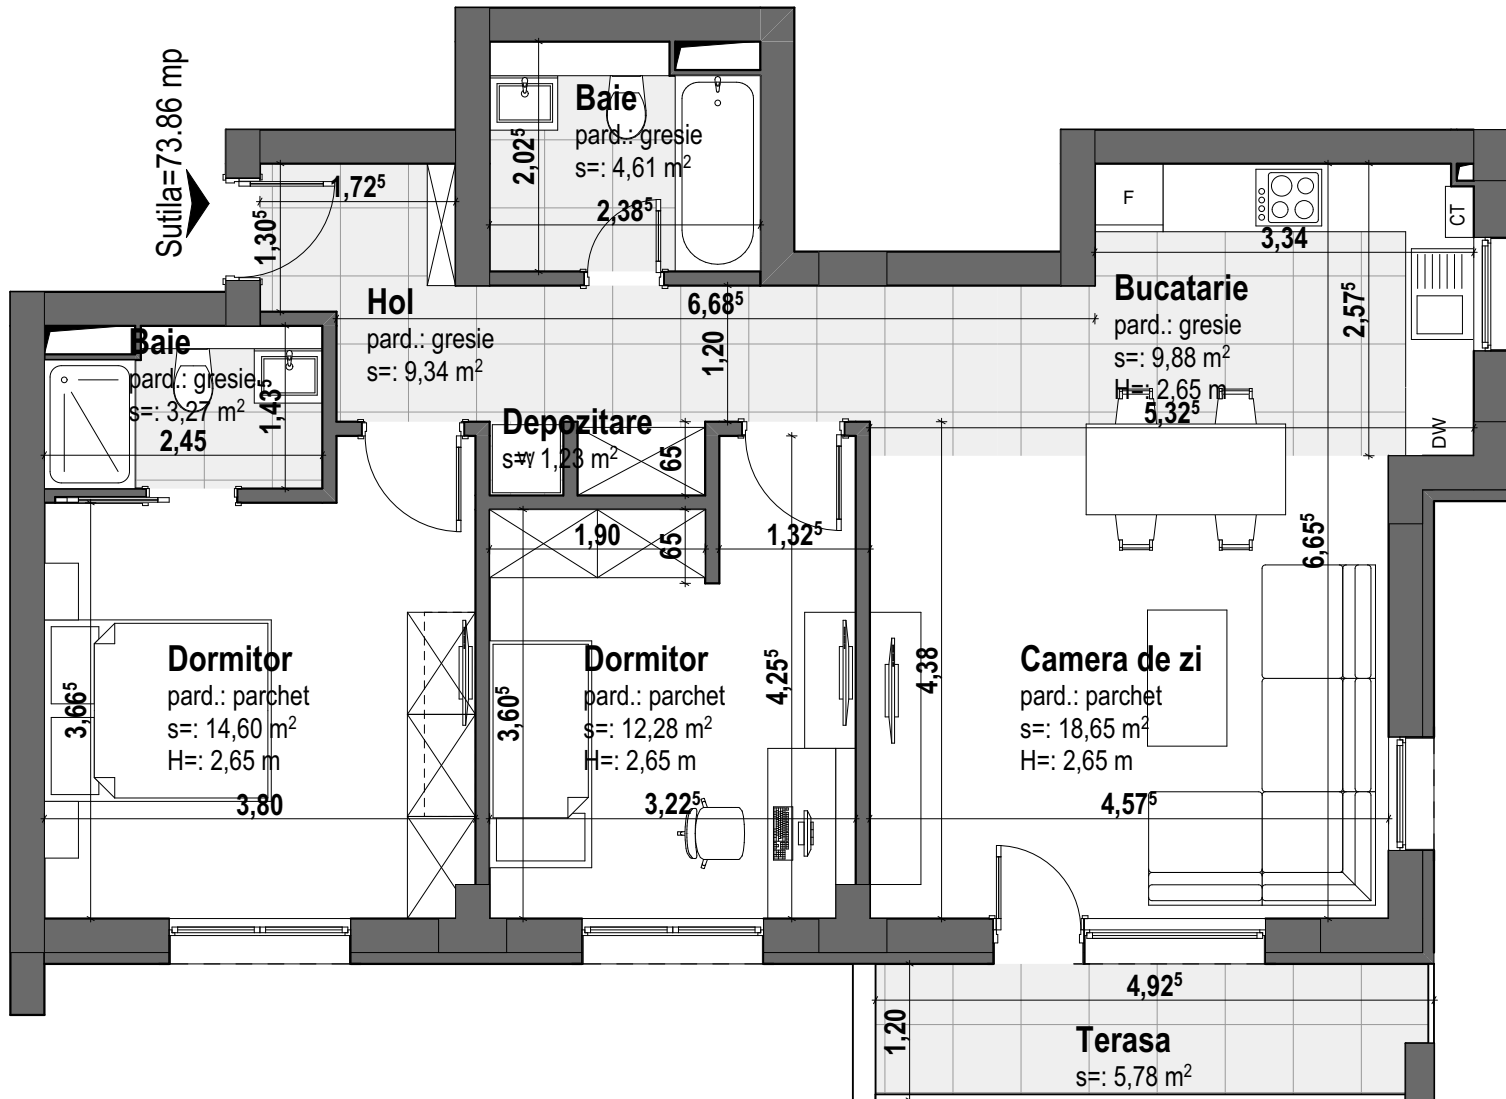 Sutila=73.86 mp
Baie
pard.: gresie
s=: 4,61 m²
2,02⁵
2,38⁵
1,72⁵
1,30⁵
F
3,34
CT
Hol
pard.: gresie
s=: 9,34 m²
6,68⁵
1,20
Bucatarie
pard.: gresie
s=: 9,88 m²
H=: 2,65 m
2,57⁵
5,32⁵
DW
Baie
pard.: gresie
s=: 3,27 m²
1,43⁵
2,45
Depozitare
s=: 1,23 m²
W
65
1,90
65
1,32⁵
6,65⁵
Dormitor
pard.: parchet
s=: 14,60 m²
H=: 2,65 m
3,66⁵
3,80
Dormitor
pard.: parchet
s=: 12,28 m²
H=: 2,65 m
3,60⁵
4,25⁵
3,22⁵
4,38
Camera de zi
pard.: parchet
s=: 18,65 m²
H=: 2,65 m
4,57⁵
4,92⁵
1,20
Terasa
s=: 5,78 m²